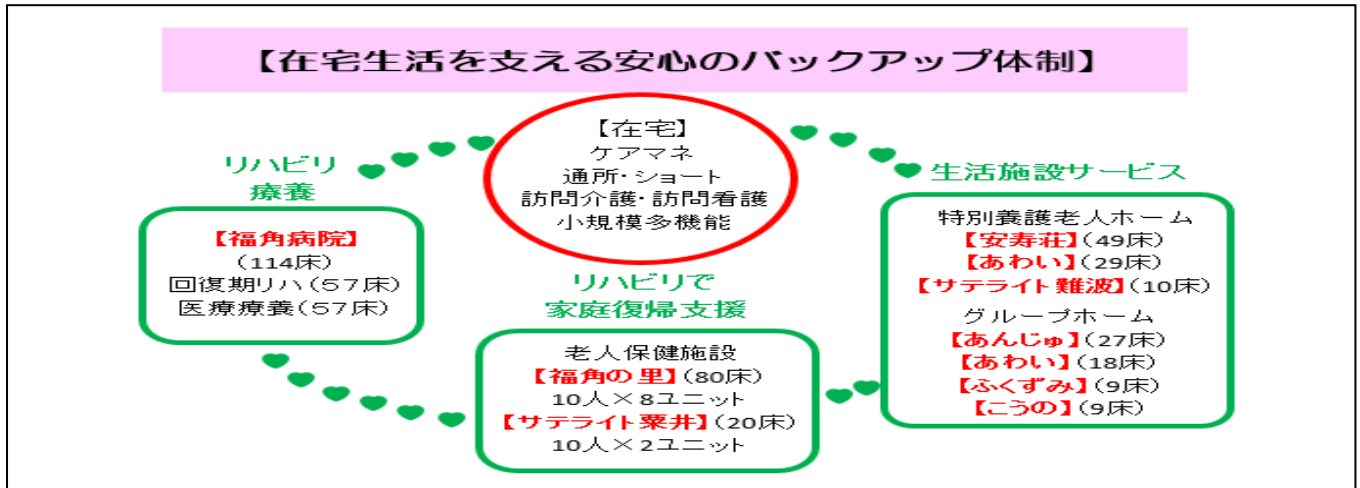 【在宅生活を支える安心のバックアップ体制】
【在宅】
ケアマネ
通所・ショート
訪問介護・訪問看護
小規模多機能
リハビリ
療養
【福角病院】
(114床)
回復期リハ(57床)
医療療養(57床)
リハビリで
家庭復帰支援
老人保健施設
【福角の里】(80床)
10人×8ユニット
【サテライト粟井】(20床)
10人×2ユニット
生活施設サービス
特別養護老人ホーム
【安寿荘】(49床)
【あわい】(29床)
【サテライト難波】(10床)
グループホーム
【あんじゅ】(27床)
【あわい】(18床)
【ふくずみ】(9床)
【こうの】(9床)